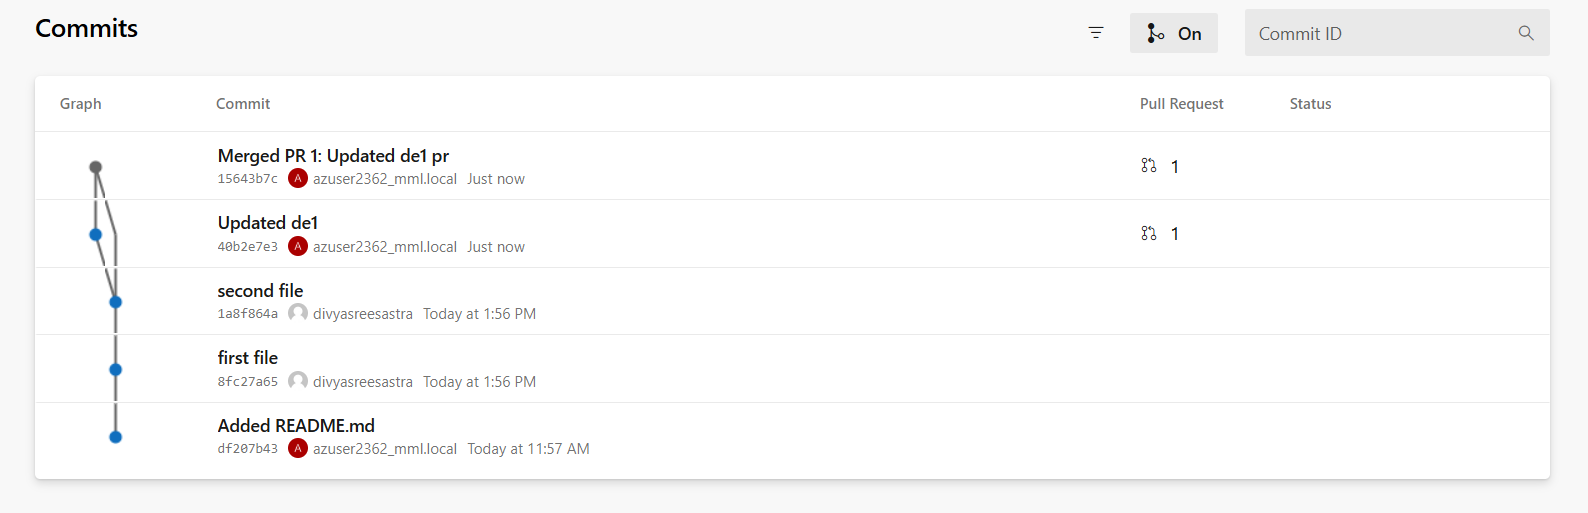 Commits
On
Commit ID
Graph Commit Pull Request Status
Merged PR 1: Updated de1 pr
15643b7c A azuser2362_mml.local Just now
1
Updated de1
40b2e7e3 A azuser2362_mml.local Just now
1
second file
1a8f864a divyasreesastra Today at 1:56 PM
first file
8fc27a65 divyasreesastra Today at 1:56 PM
Added README.md
df207b43 A azuser2362_mml.local Today at 11:57 AM